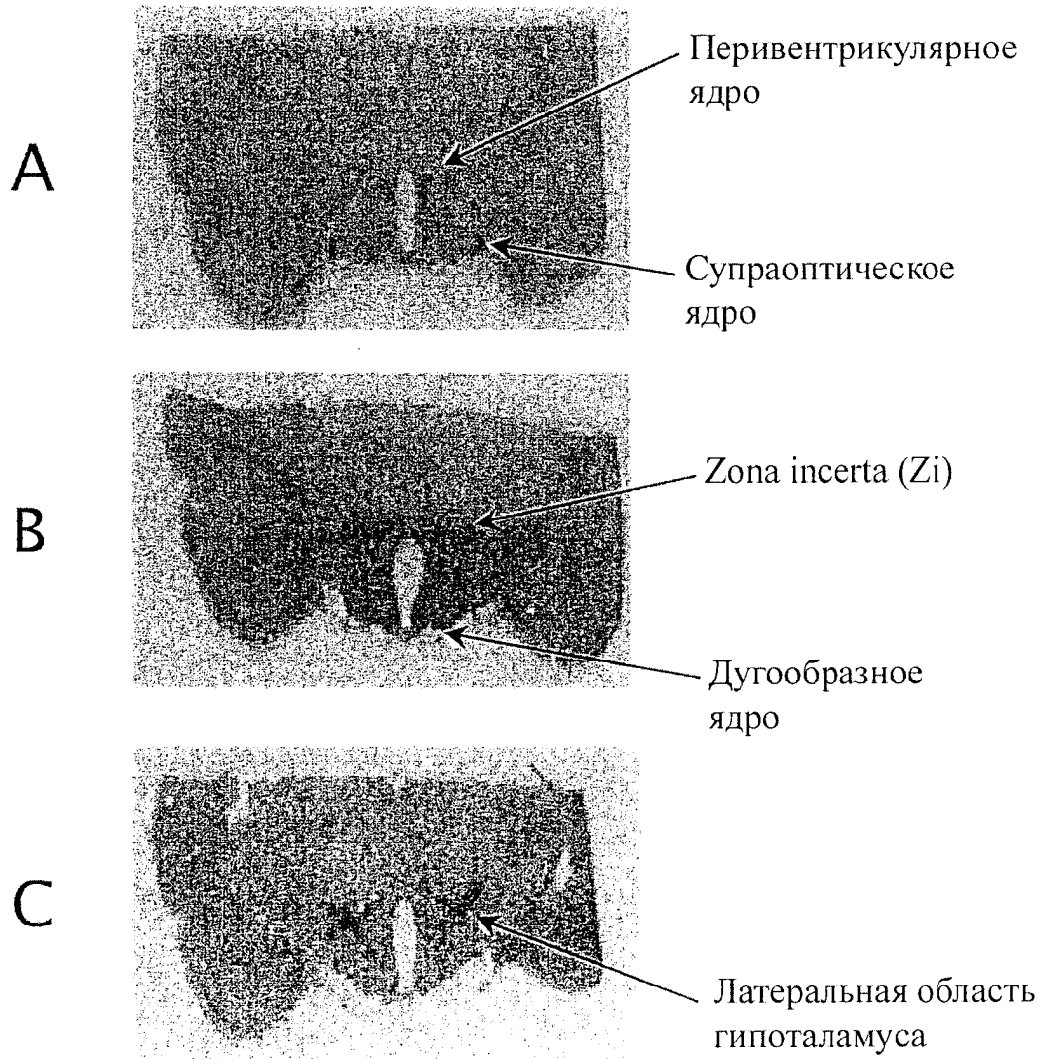 A
Перивентрикулярное
ядро
Супраоптическое
ядро
B
Zona incerta (Zi)
Дугообразное
ядро
C
Латеральная область
гипоталамуса